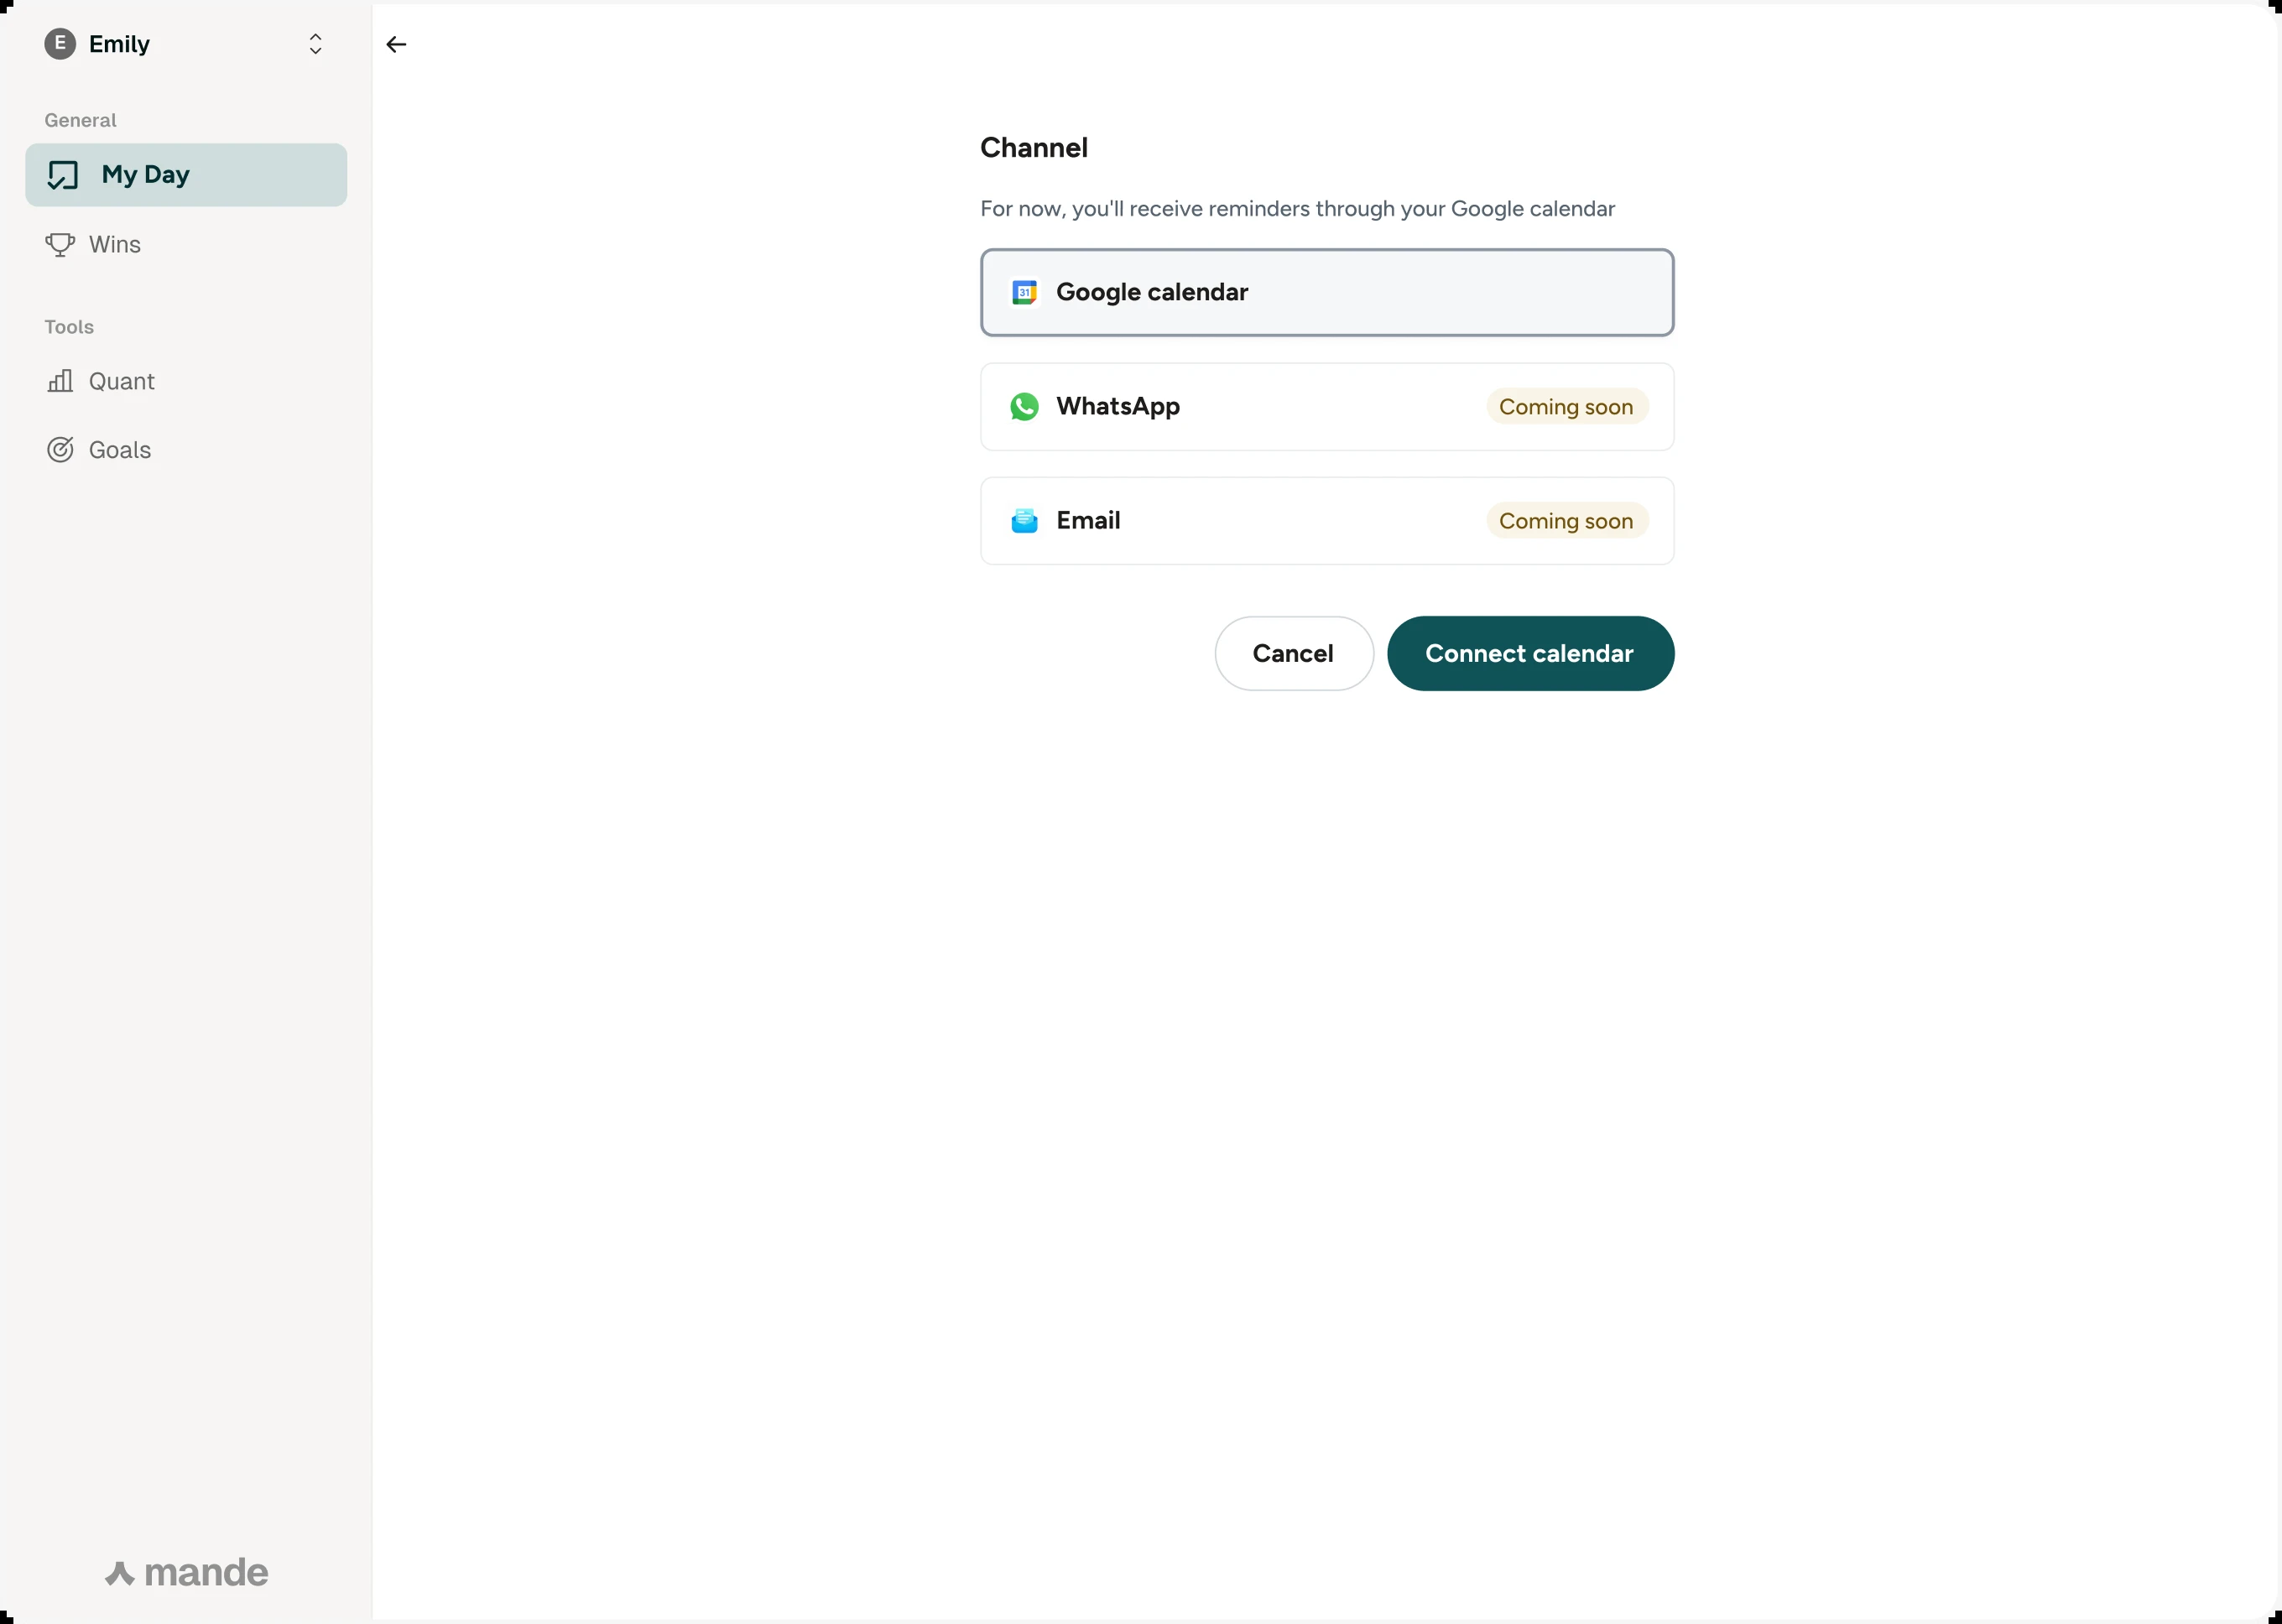 E Emily
General
My Day
Wins
Tools
Quant
Goals
mande
Channel
For now, you'll receive reminders through your Google calendar
31 Google calendar
WhatsApp Coming soon
Email Coming soon
Cancel Connect calendar